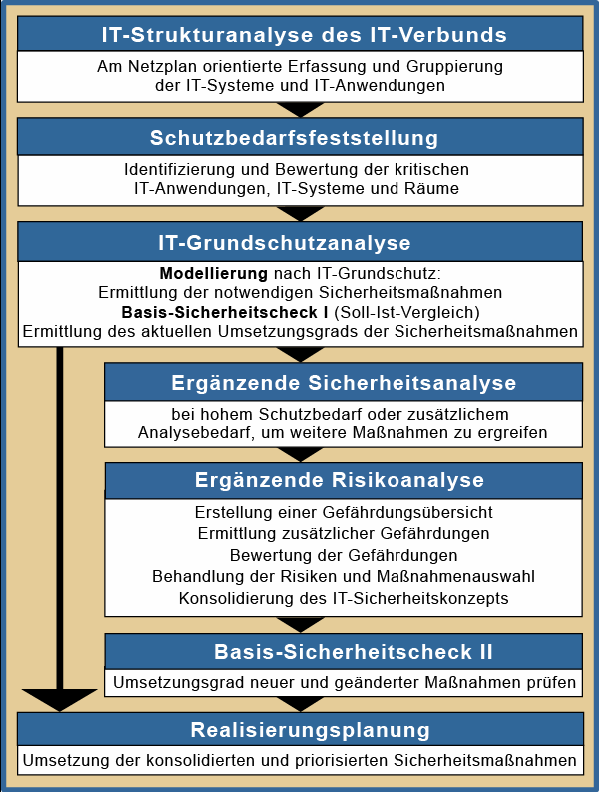 IT-Strukturanalyse des IT-Verbunds
Am Netzplan orientierte Erfassung und Gruppierung
der IT-Systeme und IT-Anwendungen
Schutzbedarfsfeststellung
Identifizierung und Bewertung der kritischen
IT-Anwendungen, IT-Systeme und Räume
IT-Grundschutzanalyse
Modellierung nach IT-Grundschutz:
Ermittlung der notwendigen Sicherheitsmaßnahmen
Basis-Sicherheitscheck I (Soll-Ist-Vergleich)
Ermittlung des aktuellen Umsetzungsgrads der Sicherheitsmaßnahmen
Ergänzende Sicherheitsanalyse
bei hohem Schutzbedarf oder zusätzlichem
Analysebedarf, um weitere Maßnahmen zu ergreifen
Ergänzende Risikoanalyse
Erstellung einer Gefährdungsübersicht
Ermittlung zusätzlicher Gefährdungen
Bewertung der Gefährdungen
Behandlung der Risiken und Maßnahmenauswahl
Konsolidierung des IT-Sicherheitskonzepts
Basis-Sicherheitscheck II
Umsetzungsgrad neuer und geänderter Maßnahmen prüfen
Realisierungsplanung
Umsetzung der konsolidierten und priorisierten Sicherheitsmaßnahmen